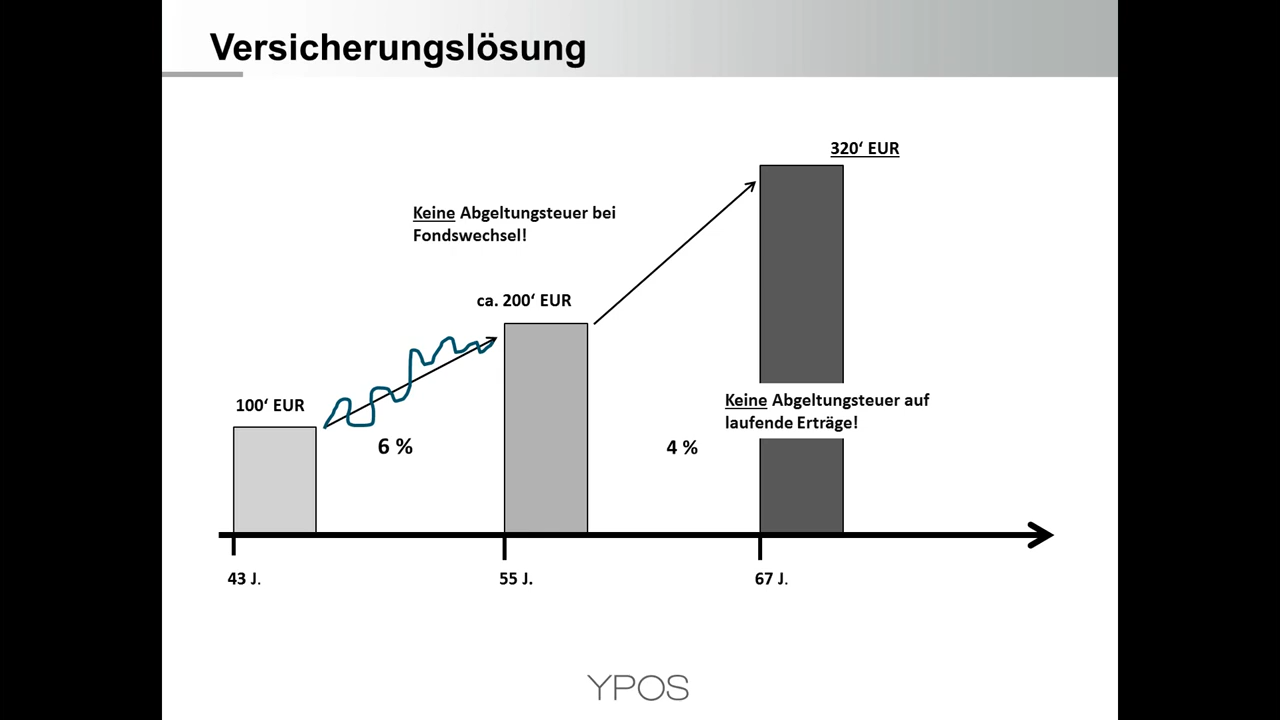 Versicherungslösung
320‘ EUR
Keine Abgeltungsteuer bei
Fondswechsel!
ca. 200‘ EUR
100‘ EUR
Keine Abgeltungsteuer auf
laufende Erträge!
6 %
4 %
43 J.
55 J.
67 J.
YPOS